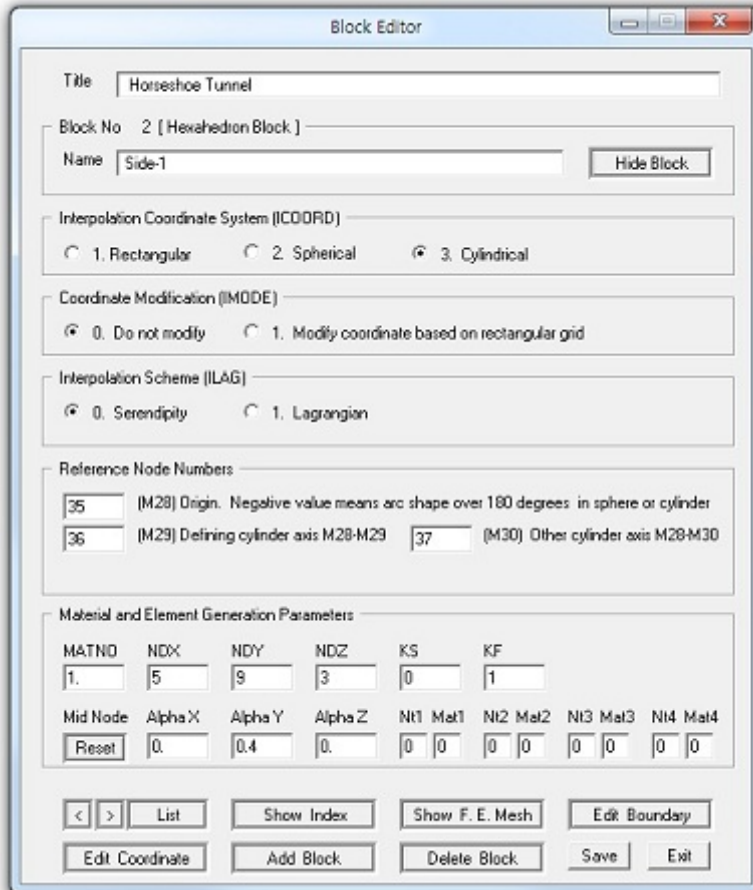 Block Editor
Title Horseshoe Tunnel
Block No 2 [ Hexahedron Block ]
Name Side-1 Hide Block
Interpolation Coordinate System (ICOORD)
1. Rectangular 2. Spherical 3. Cylindrical
Coordinate Modification (IMODE)
0. Do not modify 1. Modify coordinate based on rectangular grid
Interpolation Scheme (ILAG)
0. Serendipity 1. Lagrangian
Reference Node Numbers
35 (M28) Origin. Negative value means arc shape over 180 degrees in sphere or cylinder
36 (M29) Defining cylinder axis M28-M29 37 (M30) Other cylinder axis M28-M30
Material and Element Generation Parameters
MATNO NDX NDY NDZ KS KF
1. 5 9 3 0 1
Mid Node Alpha X Alpha Y Alpha Z Nt1 Mat1 Nt2 Mat2 Nt3 Mat3 Nt4 Mat4
Reset 0. 0.4 0. 0 0 0 0 0 0 0 0
< > List Show Index Show F. E. Mesh Edit Boundary
Edit Coordinate Add Block Delete Block Save Exit